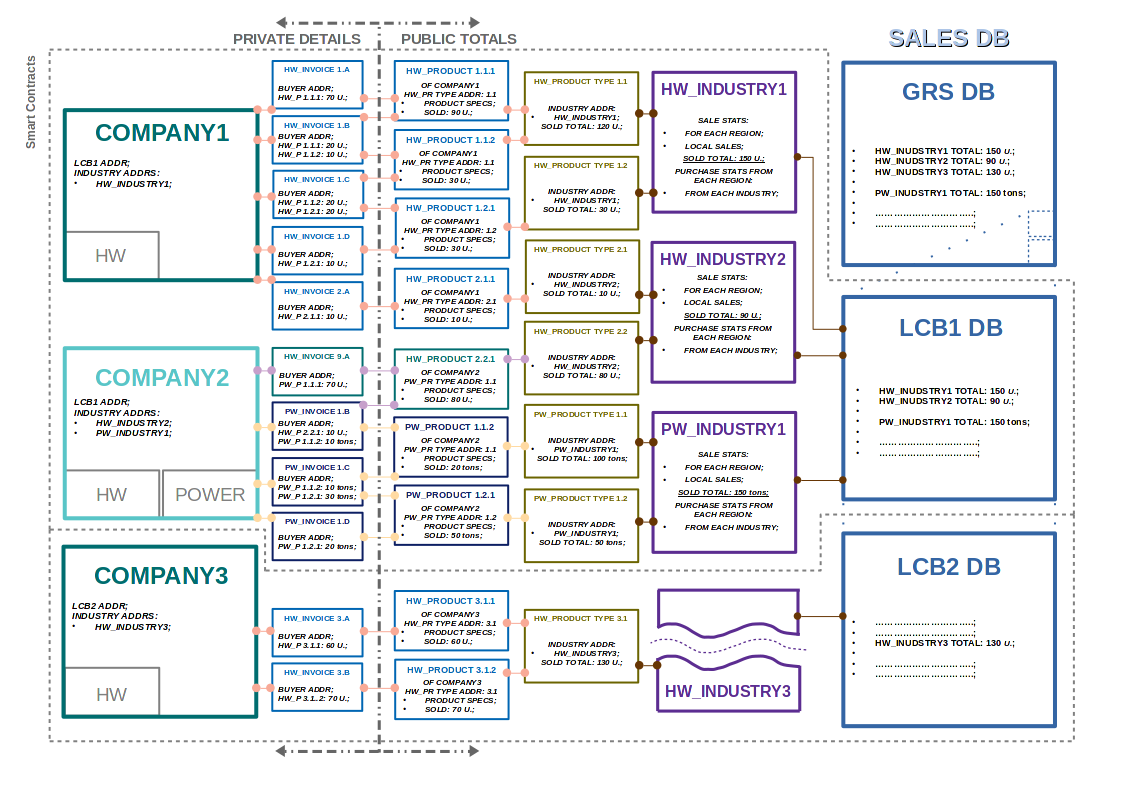 PRIVATE DETAILS
PUBLIC TOTALS
SALES DB
Smart Contracts
COMPANY1
LCB1 ADDR;
INDUSTRY ADDRS:
• HW_INDUSTRY1;
HW
COMPANY2
LCB1 ADDR;
INDUSTRY ADDRS:
• HW_INDUSTRY2;
• PW_INDUSTRY1;
HW
POWER
COMPANY3
LCB2 ADDR;
INDUSTRY ADDRS:
• HW_INDUSTRY3;
HW
HW_INVOICE 1.A
BUYER ADDR;
HW_P 1.1.1: 70 U.;
HW_INVOICE 1.B
BUYER ADDR;
HW_P 1.1.1: 20 U.;
HW_P 1.1.2: 10 U.;
HW_INVOICE 1.C
BUYER ADDR;
HW_P 1.1.2: 20 U.;
HW_P 1.2.1: 20 U.;
HW_INVOICE 1.D
BUYER ADDR;
HW_P 1.2.1: 10 U.;
HW_INVOICE 2.A
BUYER ADDR;
HW_P 1.1.1: 10 U.;
HW_INVOICE 9.A
BUYER ADDR;
PW_P 1.1.1: 70 U.;
PW_INVOICE 1.B
BUYER ADDR;
HW_P 2.2.1: 10 U.;
PW_P 1.1.2: 10 tons;
PW_INVOICE 1.C
BUYER ADDR;
PW_P 1.1.2: 10 tons;
PW_P 1.2.1: 30 tons;
PW_INVOICE 1.D
BUYER ADDR;
PW_P 1.2.1: 20 tons;
HW_INVOICE 3.A
BUYER ADDR;
HW_P 3.1.1: 60 U.;
HW_INVOICE 3.B
BUYER ADDR;
HW_P 3.1..2: 70 U.;
HW_PRODUCT 1.1.1
OF COMPANY1
HW_PR TYPE ADDR: 1.1
• PRODUCT SPECS;
• SOLD: 90 U.;
HW_PRODUCT 1.1.2
OF COMPANY1
HW_PR TYPE ADDR: 1.1
• PRODUCT SPECS;
• SOLD: 30 U.;
HW_PRODUCT 1.2.1
OF COMPANY1
HW_PR TYPE ADDR: 1.2
• PRODUCT SPECS;
• SOLD: 30 U.;
HW_PRODUCT 2.1.1
OF COMPANY1
HW_PR TYPE ADDR: 2.1
• PRODUCT SPECS;
• SOLD: 10 U.;
HW_PRODUCT 2.2.1
OF COMPANY2
PW_PR TYPE ADDR: 1.1
• PRODUCT SPECS;
• SOLD: 80 U.;
PW_PRODUCT 1.1.2
OF COMPANY2
PW_PR TYPE ADDR: 1.1
• PRODUCT SPECS;
• SOLD: 20 tons;
PW_PRODUCT 1.2.1
OF COMPANY2
PW_PR TYPE ADDR: 1.2
• PRODUCT SPECS;
• SOLD: 50 tons;
HW_PRODUCT 3.1.1
OF COMPANY3
HW_PR TYPE ADDR: 3.1
• PRODUCT SPECS;
• SOLD: 60 U.;
HW_PRODUCT 3.1.2
OF COMPANY3
HW_PR TYPE ADDR: 3.1
• PRODUCT SPECS;
• SOLD: 70 U.;
HW_PRODUCT TYPE 1.1
INDUSTRY ADDR:
• HW_INDUSTRY1;
SOLD TOTAL: 120 U.;
HW_PRODUCT TYPE 1.2
INDUSTRY ADDR:
• HW_INDUSTRY1;
SOLD TOTAL: 30 U.;
HW_PRODUCT TYPE 2.1
INDUSTRY ADDR:
• HW_INDUSTRY2;
SOLD TOTAL: 10 U.;
HW_PRODUCT TYPE 2.2
INDUSTRY ADDR:
• HW_INDUSTRY2;
SOLD TOTAL: 80 U.;
PW_PRODUCT TYPE 1.1
INDUSTRY ADDR:
• PW_INDUSTRY1;
SOLD TOTAL: 100 tons;
PW_PRODUCT TYPE 1.2
INDUSTRY ADDR:
• PW_INDUSTRY1;
SOLD TOTAL: 50 tons;
HW_PRODUCT TYPE 3.1
INDUSTRY ADDR:
• HW_INDUSTRY3;
SOLD TOTAL: 130 U.;
HW_INDUSTRY1
SALE STATS:
• FOR EACH REGION;
• LOCAL SALES;
SOLD TOTAL: 150 U.;
PURCHASE STATS FROM
EACH REGION:
• FROM EACH INDUSTRY;
HW_INDUSTRY2
SALE STATS:
• FOR EACH REGION;
• LOCAL SALES;
SOLD TOTAL: 90 U.;
PURCHASE STATS FROM
EACH REGION:
• FROM EACH INDUSTRY;
PW_INDUSTRY1
SALE STATS:
• FOR EACH REGION;
• LOCAL SALES;
SOLD TOTAL: 150 tons;
PURCHASE STATS FROM
EACH REGION:
• FROM EACH INDUSTRY;
HW_INDUSTRY3
GRS DB
• HW_INUDSTRY1 TOTAL: 150 U.;
• HW_INUDSTRY2 TOTAL: 90 U.;
• HW_INUDSTRY3 TOTAL: 130 U.;
•
PW_INUDSTRY1 TOTAL: 150 tons;
•
• ...................................;
• ...................................;
LCB1 DB
• HW_INUDSTRY1 TOTAL: 150 U.;
• HW_INUDSTRY2 TOTAL: 90 U.;
•
PW_INUDSTRY1 TOTAL: 150 tons;
•
• ...................................;
• ...................................;
LCB2 DB
• ...................................;
• ...................................;
• HW_INUDSTRY3 TOTAL: 130 U.;
•
...................................;
• ...................................;